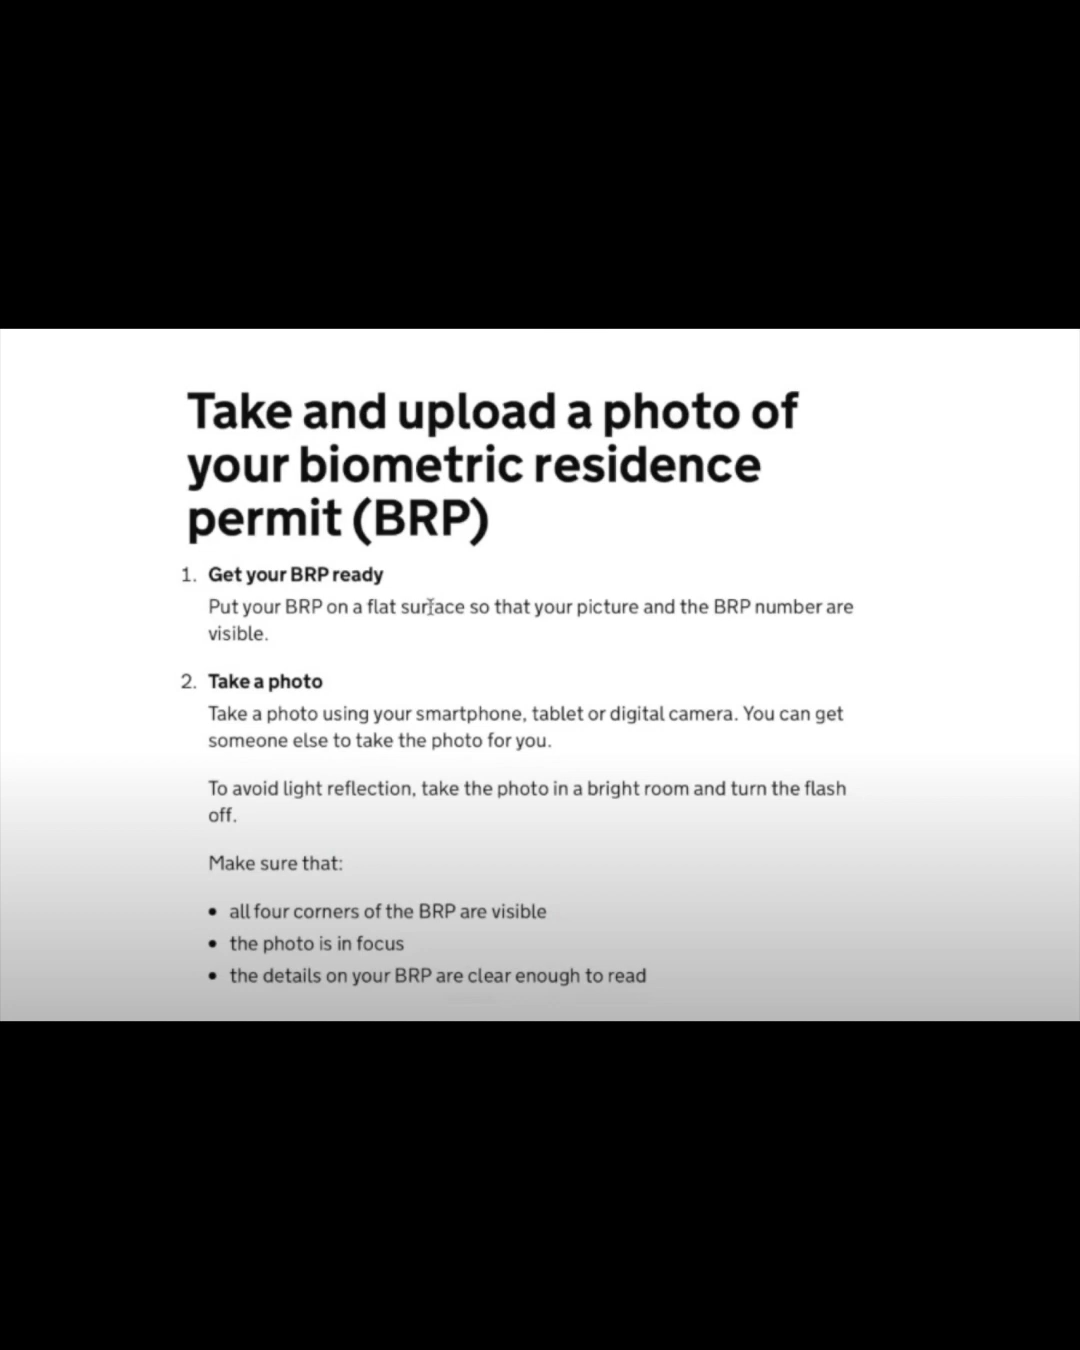 Take and upload a photo of
your biometric residence
permit (BRP)
1. Get your BRP ready
Put your BRP on a flat surface so that your picture and the BRP number are
visible.
2. Take a photo
Take a photo using your smartphone, tablet or digital camera. You can get
someone else to take the photo for you.
To avoid light reflection, take the photo in a bright room and turn the flash
off.
Make sure that:
• all four corners of the BRP are visible
• the photo is in focus
• the details on your BRP are clear enough to read